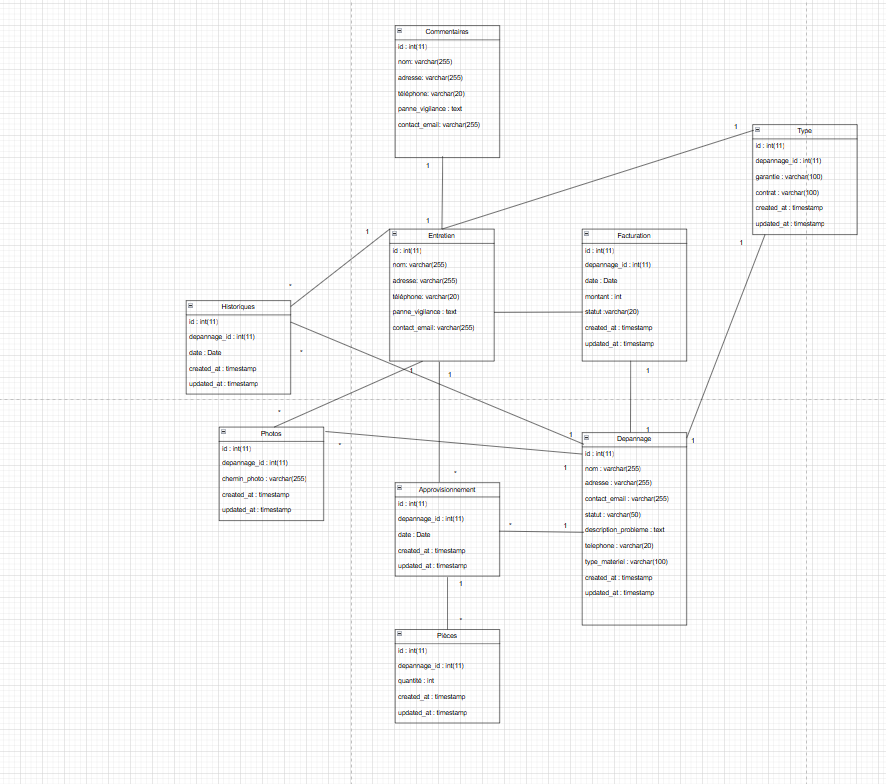 Commentaires
id : int(11)
nom: varchar(255)
adresse: varchar(255)
téléphone: varchar(20)
panne_vigilance : text
contact_email: varchar(255)
1
1
Type
id : int(11)
depannage_id : int(11)
garantie : varchar(100)
contrat : varchar(100)
created_at : timestamp
updated_at : timestamp
1
1
1
Entretien
id : int(11)
nom: varchar(255)
adresse: varchar(255)
téléphone: varchar(20)
panne_vigilance : text
contact_email: varchar(255)
Facturation
id : int(11)
depannage_id : int(11)
date : Date
montant : int
statut :varchar(20)
created_at : timestamp
updated_at : timestamp
*
Historiques
id : int(11)
depannage_id : int(11)
date : Date
created_at : timestamp
updated_at : timestamp
*
1
1
1
*
Photos
id : int(11)
depannage_id : int(11)
chemin_photo : varchar(255)
created_at : timestamp
updated_at : timestamp
*
1
1
1
1
Depannage
id : int(11)
nom : varchar(255)
adresse : varchar(255)
contact_email : varchar(255)
statut : varchar(50)
description_probleme : text
telephone : varchar(20)
type_materiel : varchar(100)
created_at : timestamp
updated_at : timestamp
*
Approvisionnement
id : int(11)
depannage_id : int(11)
date : Date
created_at : timestamp
updated_at : timestamp
*
1
1
*
Pièces
id : int(11)
depannage_id : int(11)
quantité : int
created_at : timestamp
updated_at : timestamp